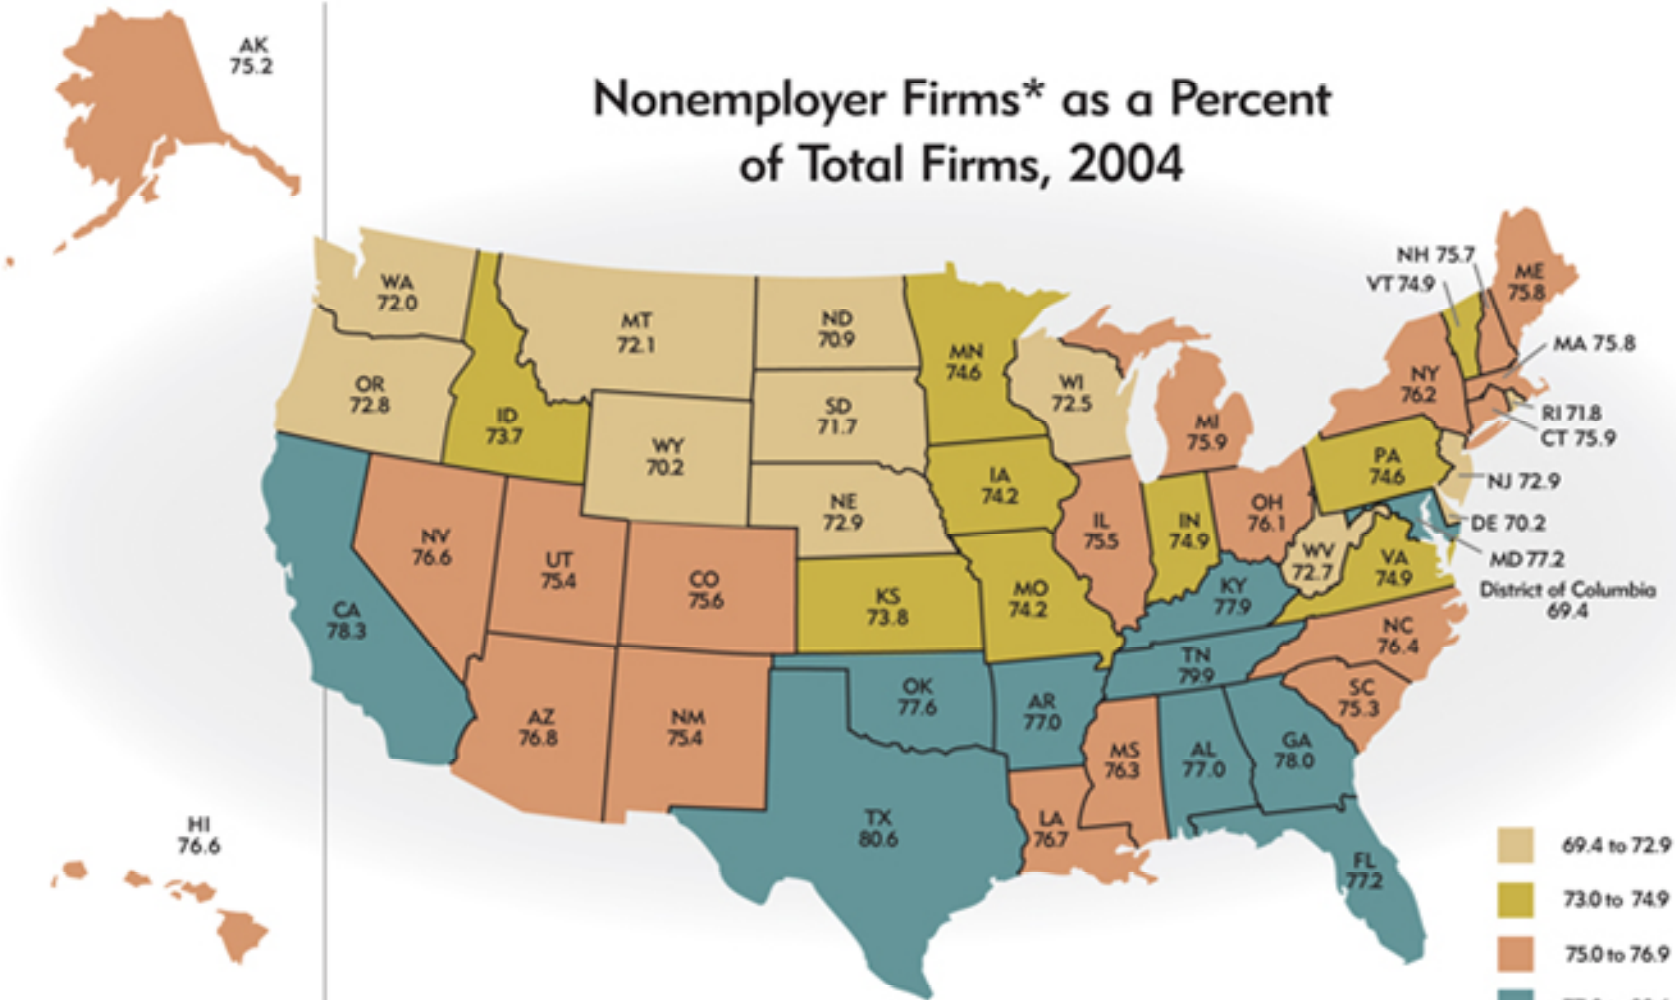 Nonemployer Firms* as a Percent
of Total Firms, 2004
AK
75.2
WA
72.0
MT
72.1
ND
70.9
MN
74.6
NH 75.7
VT 74.9
ME
75.8
MA 75.8
OR
72.8
ID
73.7
WY
70.2
SD
71.7
WI
72.5
MI
75.9
NY
76.2
RI 71.8
CT 75.9
PA
74.6
NJ 72.9
DE 70.2
MD 77.2
District of Columbia
69.4
NE
72.9
IA
74.2
IL
75.5
IN
74.9
OH
76.1
WV
72.7
VA
74.9
NV
76.6
UT
75.4
CO
75.6
KS
73.8
MO
74.2
KY
77.9
CA
78.3
NC
76.4
TN
79.9
SC
75.3
AZ
76.8
NM
75.4
OK
77.6
AR
77.0
MS
76.3
AL
77.0
GA
78.0
TX
80.6
LA
76.7
FL
77.2
HI
76.6
69.4 to 72.9
73.0 to 74.9
75.0 to 76.9